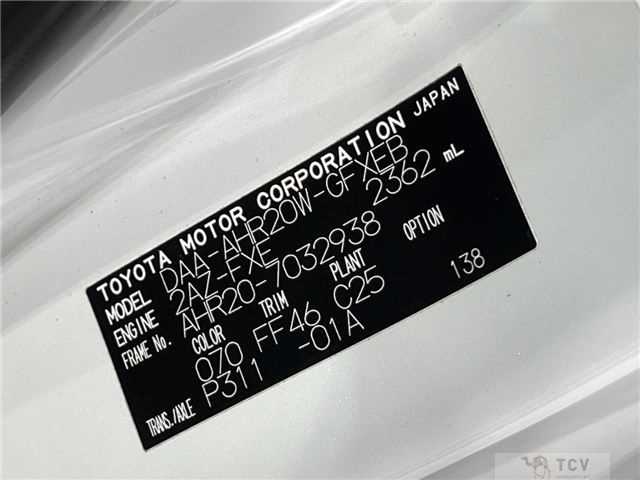 TOYOTA MOTOR CORPORATION JAPAN
MODEL DAA-AHR20W-GFXEB
ENGINE 2AZ-FXE 2362 mL
FRAME No. AHR20-7032938
COLOR TRIM PLANT OPTION
070 FF46 C25 138
TRANS./AXLE P311 -01A
TCV